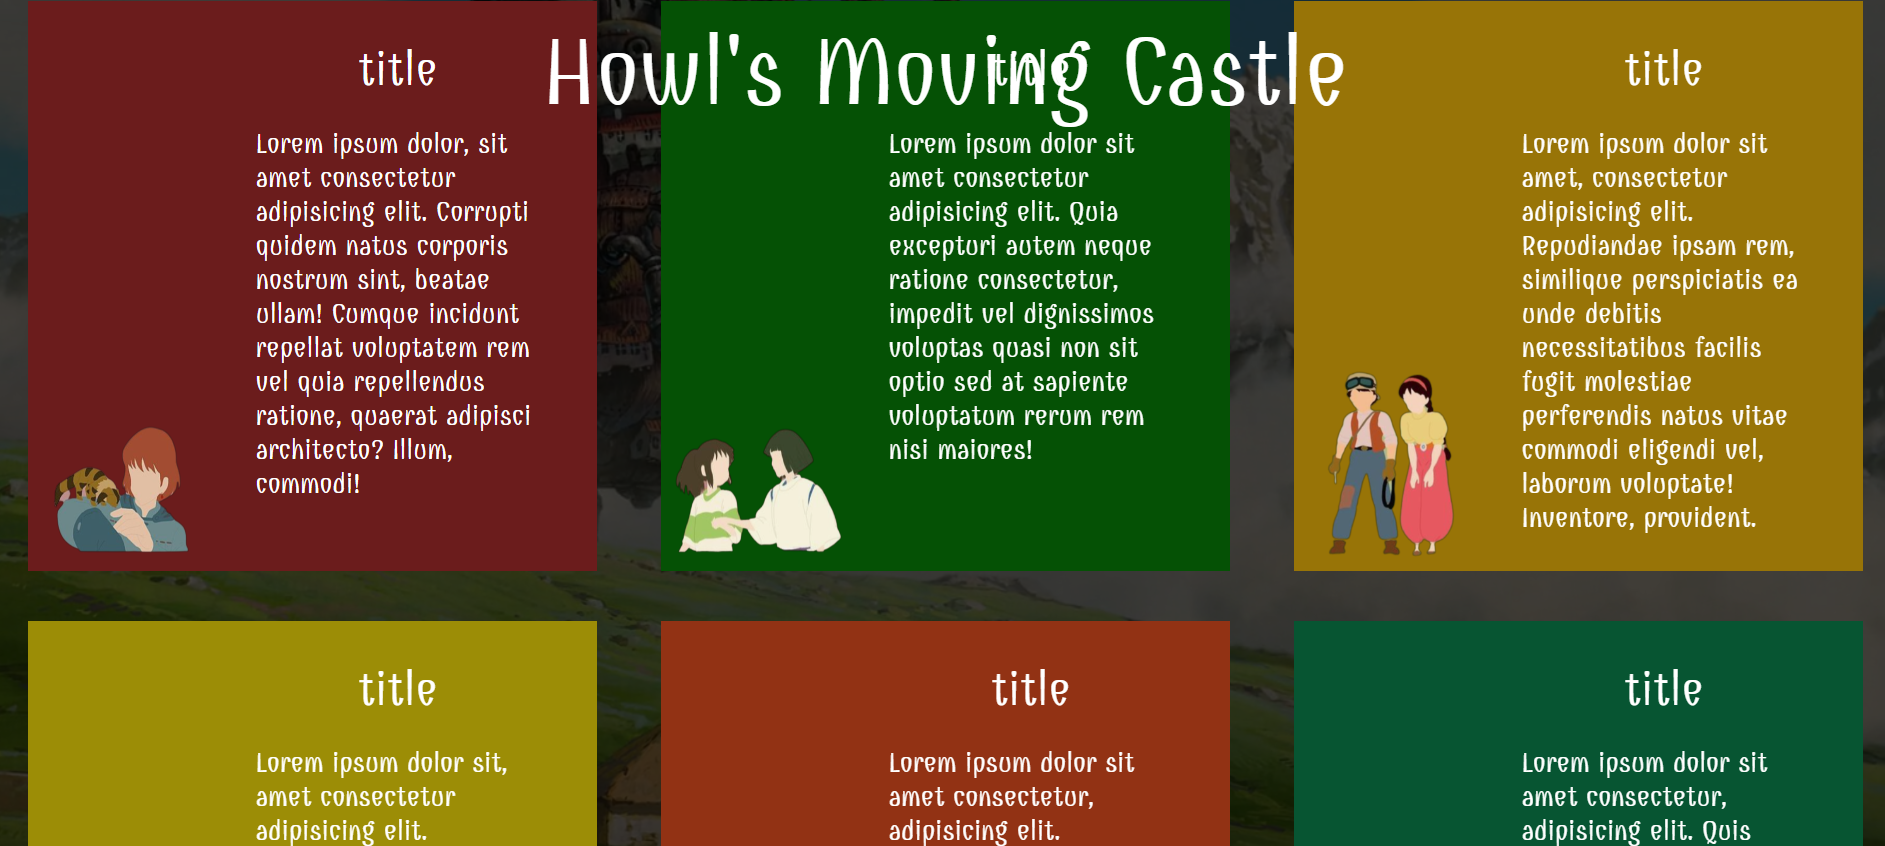 Howl's Moving Castle
title
Lorem ipsum dolor, sit
amet consectetur
adipisicing elit. Corrupti
quidem natus corporis
nostrum sint, beatae
ullam! Cumque incidunt
repellat voluptatem rem
vel quia repellendus
ratione, quaerat adipisci
architecto? Illum,
commodi!
title
Lorem ipsum dolor sit
amet consectetur
adipisicing elit. Quia
excepturi autem neque
ratione consectetur,
impedit vel dignissimos
voluptas quasi non sit
optio sed at sapiente
voluptatum rerum rem
nisi maiores!
title
Lorem ipsum dolor sit
amet, consectetur
adipisicing elit.
Repudiandae ipsam rem,
similique perspiciatis ea
unde debitis
necessitatibus facilis
fugit molestiae
perferendis natus vitae
commodi eligendi vel,
laborum voluptate!
Inventore, provident.
title
Lorem ipsum dolor sit,
amet consectetur
adipisicing elit.
title
Lorem ipsum dolor sit
amet consectetur,
adipisicing elit.
title
Lorem ipsum dolor sit
amet consectetur,
adipisicing elit. Quis